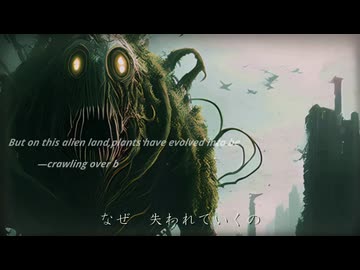 But on this alien land plants have evolved into be
—crawling over b
なぜ 失われていくの